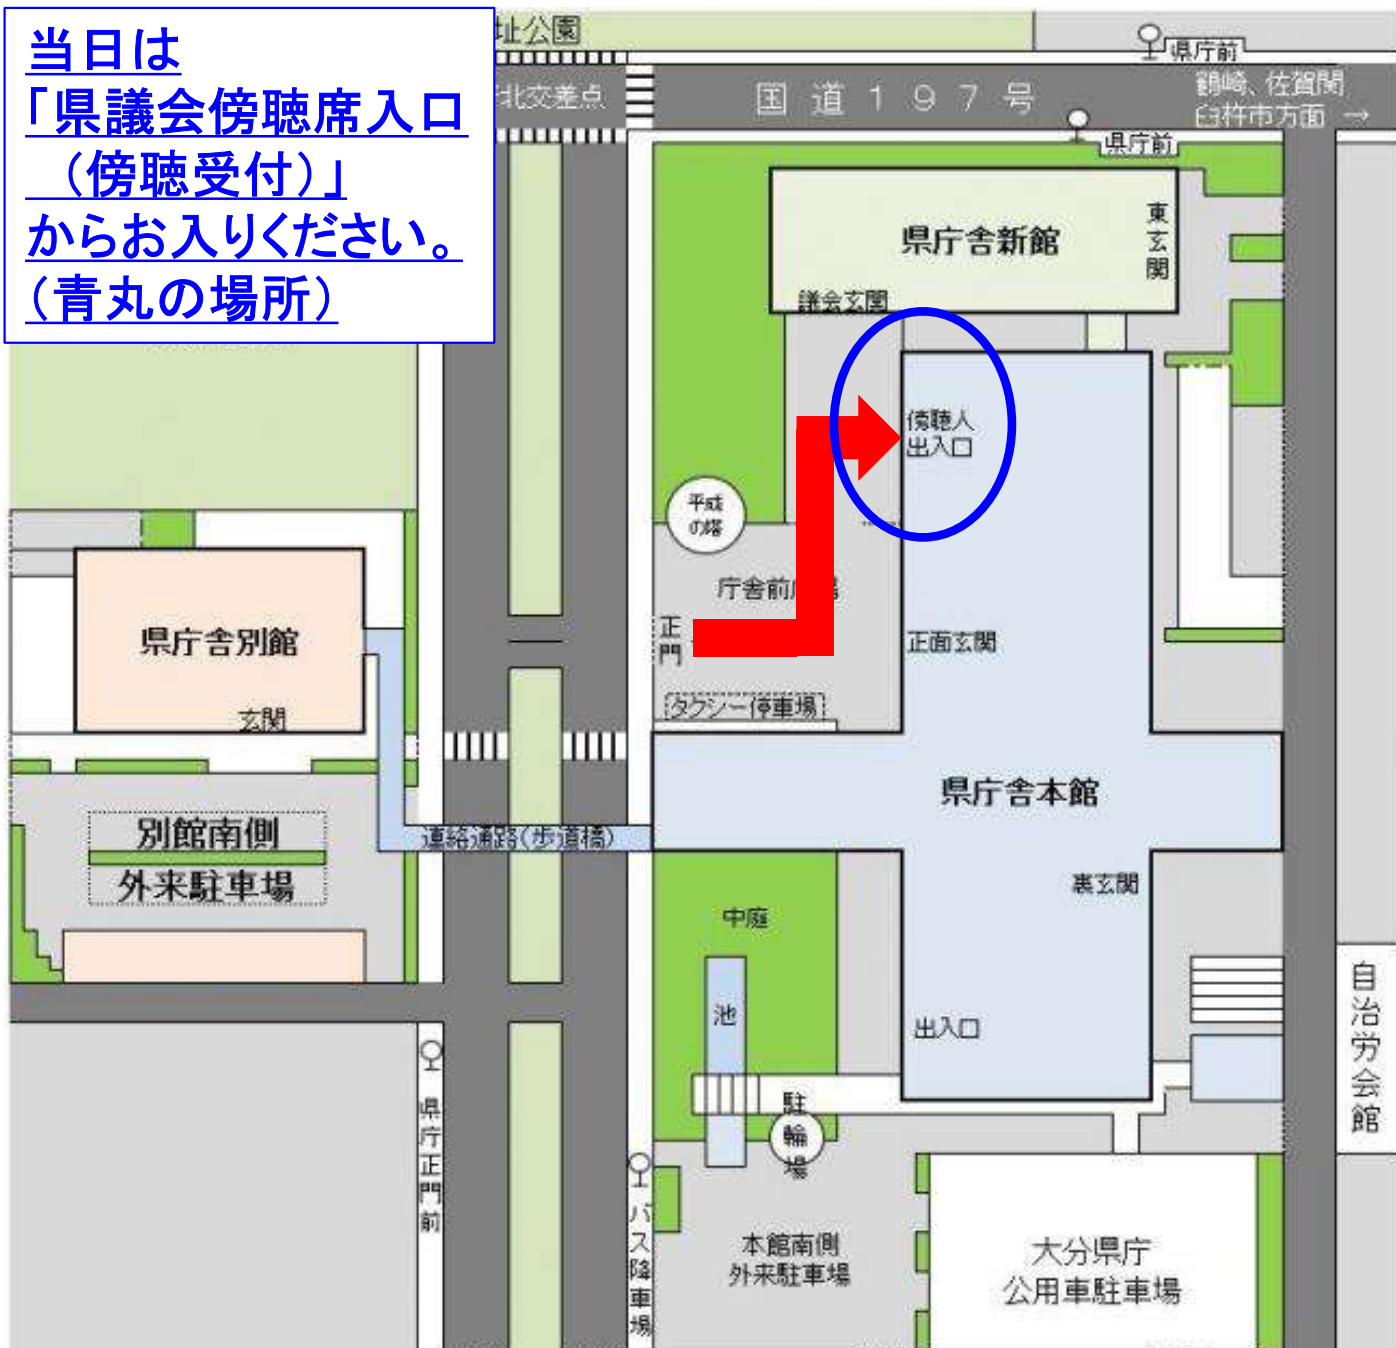 当日は
「県議会傍聴席入口
（傍聴受付）」
からお入りください。
（青丸の場所）
址公園
北交差点
国道197号
県庁前
鶴崎、佐賀関
臼杵市方面 →
県庁前
県庁舎新館
東玄関
議会玄関
傍聴人
出入口
平成
の塔
庁舎前
正門
正面玄関
タクシー停車場
県庁舎別館
玄関
県庁舎本館
連絡通路(歩道橋)
別館南側
外来駐車場
裏玄関
中庭
池
出入口
自治労会館
県庁正門前
駐輪場
バス降車場
本館南側
外来駐車場
大分県庁
公用車駐車場